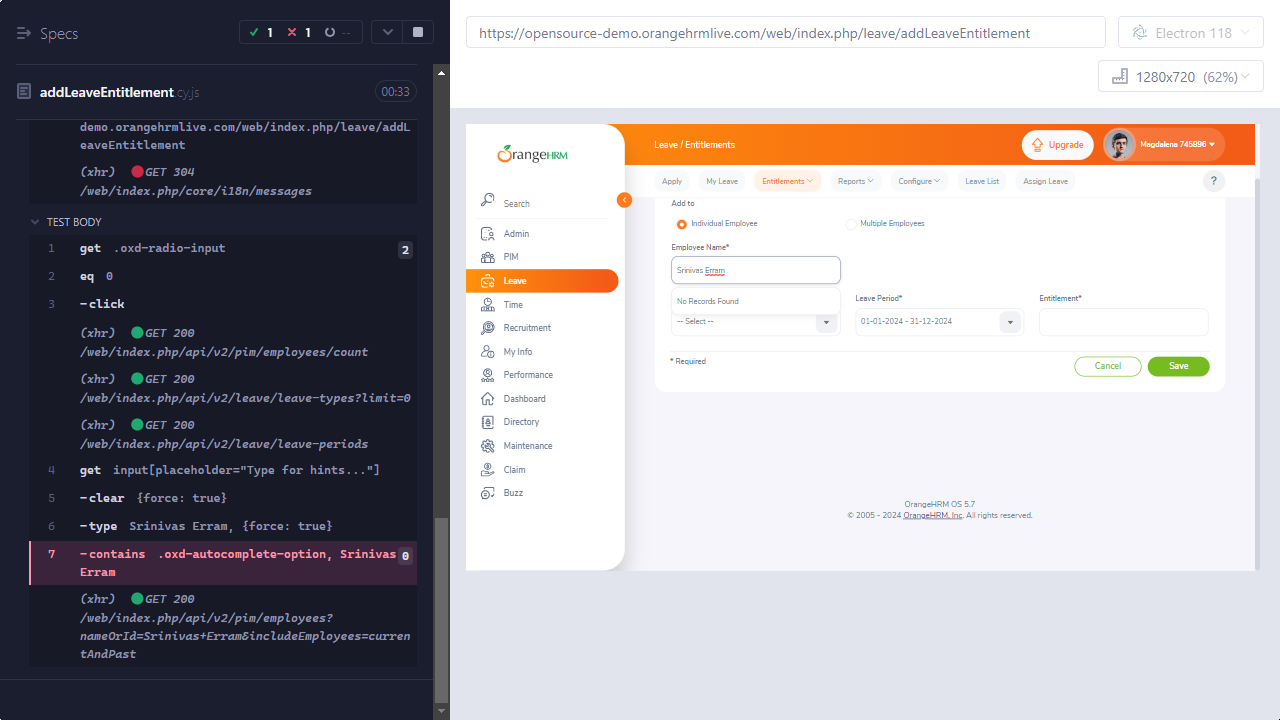 Specs
1
1
--
addLeaveEntitlement.cy.js
00:33
demo.orangehrmlive.com/web/index.php/leave/addL
eaveEntitlement
(xhr) GET 304
/web/index.php/core/i18n/messages
TEST BODY
1 get .oxd-radio-input 2
2 eq 0
3 -click
(xhr) GET 200
/web/index.php/api/v2/pim/employees/count
(xhr) GET 200
/web/index.php/api/v2/leave/leave-types?limit=0
(xhr) GET 200
/web/index.php/api/v2/leave/leave-periods
4 get input[placeholder="Type for hints..."]
5 -clear {force: true}
6 -type Srinivas Erram, {force: true}
7 -contains .oxd-autocomplete-option, Srinivas 0
Erram
(xhr) GET 200
/web/index.php/api/v2/pim/employees?
nameOrId=Srinivas+Erram&includeEmployees=curren
tAndPast
https://opensource-demo.orangehrmlive.com/web/index.php/leave/addLeaveEntitlement
Electron 118
1280x720 (62%)
OrangeHRM
Search
Admin
PIM
Leave
Time
Recruitment
My Info
Performance
Dashboard
Directory
Maintenance
Claim
Buzz
Leave / Entitlements
Upgrade
Magdalena 745896
Apply
My Leave
Entitlements
Reports
Configure
Leave List
Assign Leave
?
Add to
Individual Employee
Multiple Employees
Employee Name*
Srinivas Erram
No Records Found
Leave Period*
Entitlement*
-- Select --
01-01-2024 - 31-12-2024
* Required
Cancel
Save
OrangeHRM OS 5.7
© 2005 - 2024 OrangeHRM, Inc. All rights reserved.